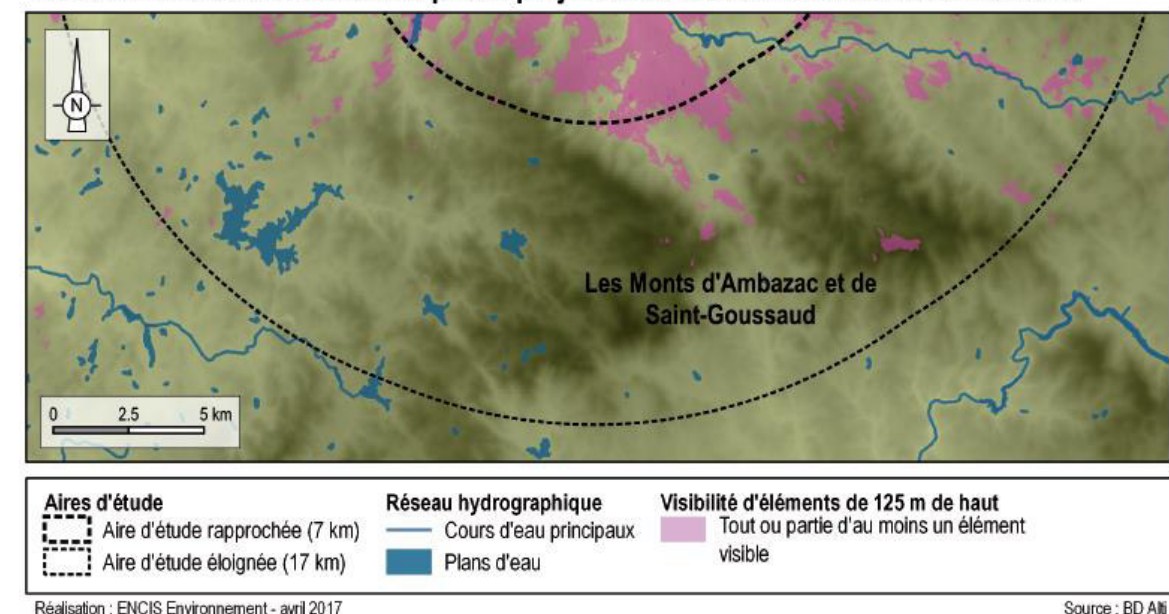 N
Les Monts d'Ambazac et de
Saint-Goussaud
0 2.5 5 km
Aires d'étude
Aire d'étude rapprochée (7 km)
Aire d'étude éloignée (17 km)
Réseau hydrographique
Cours d'eau principaux
Plans d'eau
Visibilité d'éléments de 125 m de haut
Tout ou partie d'au moins un élément
visible
Réalisation : ENCIS Environnement - avril 2017
Source : BD